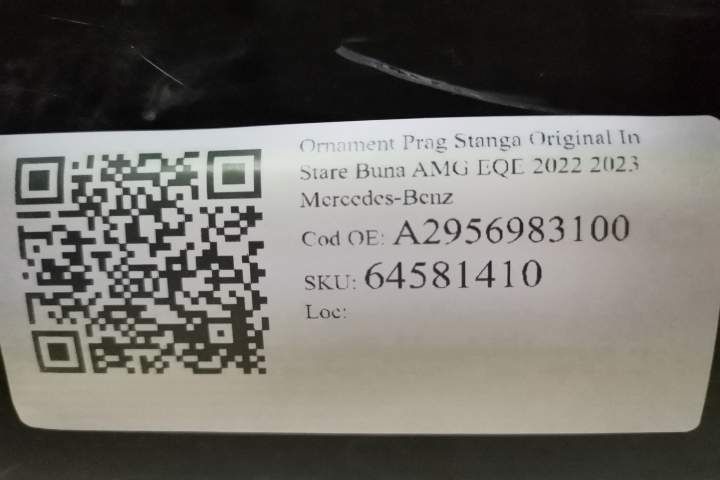 Ornament Prag Stanga Original In
Stare Buna AMG EQE 2022 2023
Mercedes-Benz
Cod OE: A2956983100
SKU: 64581410
Loc: